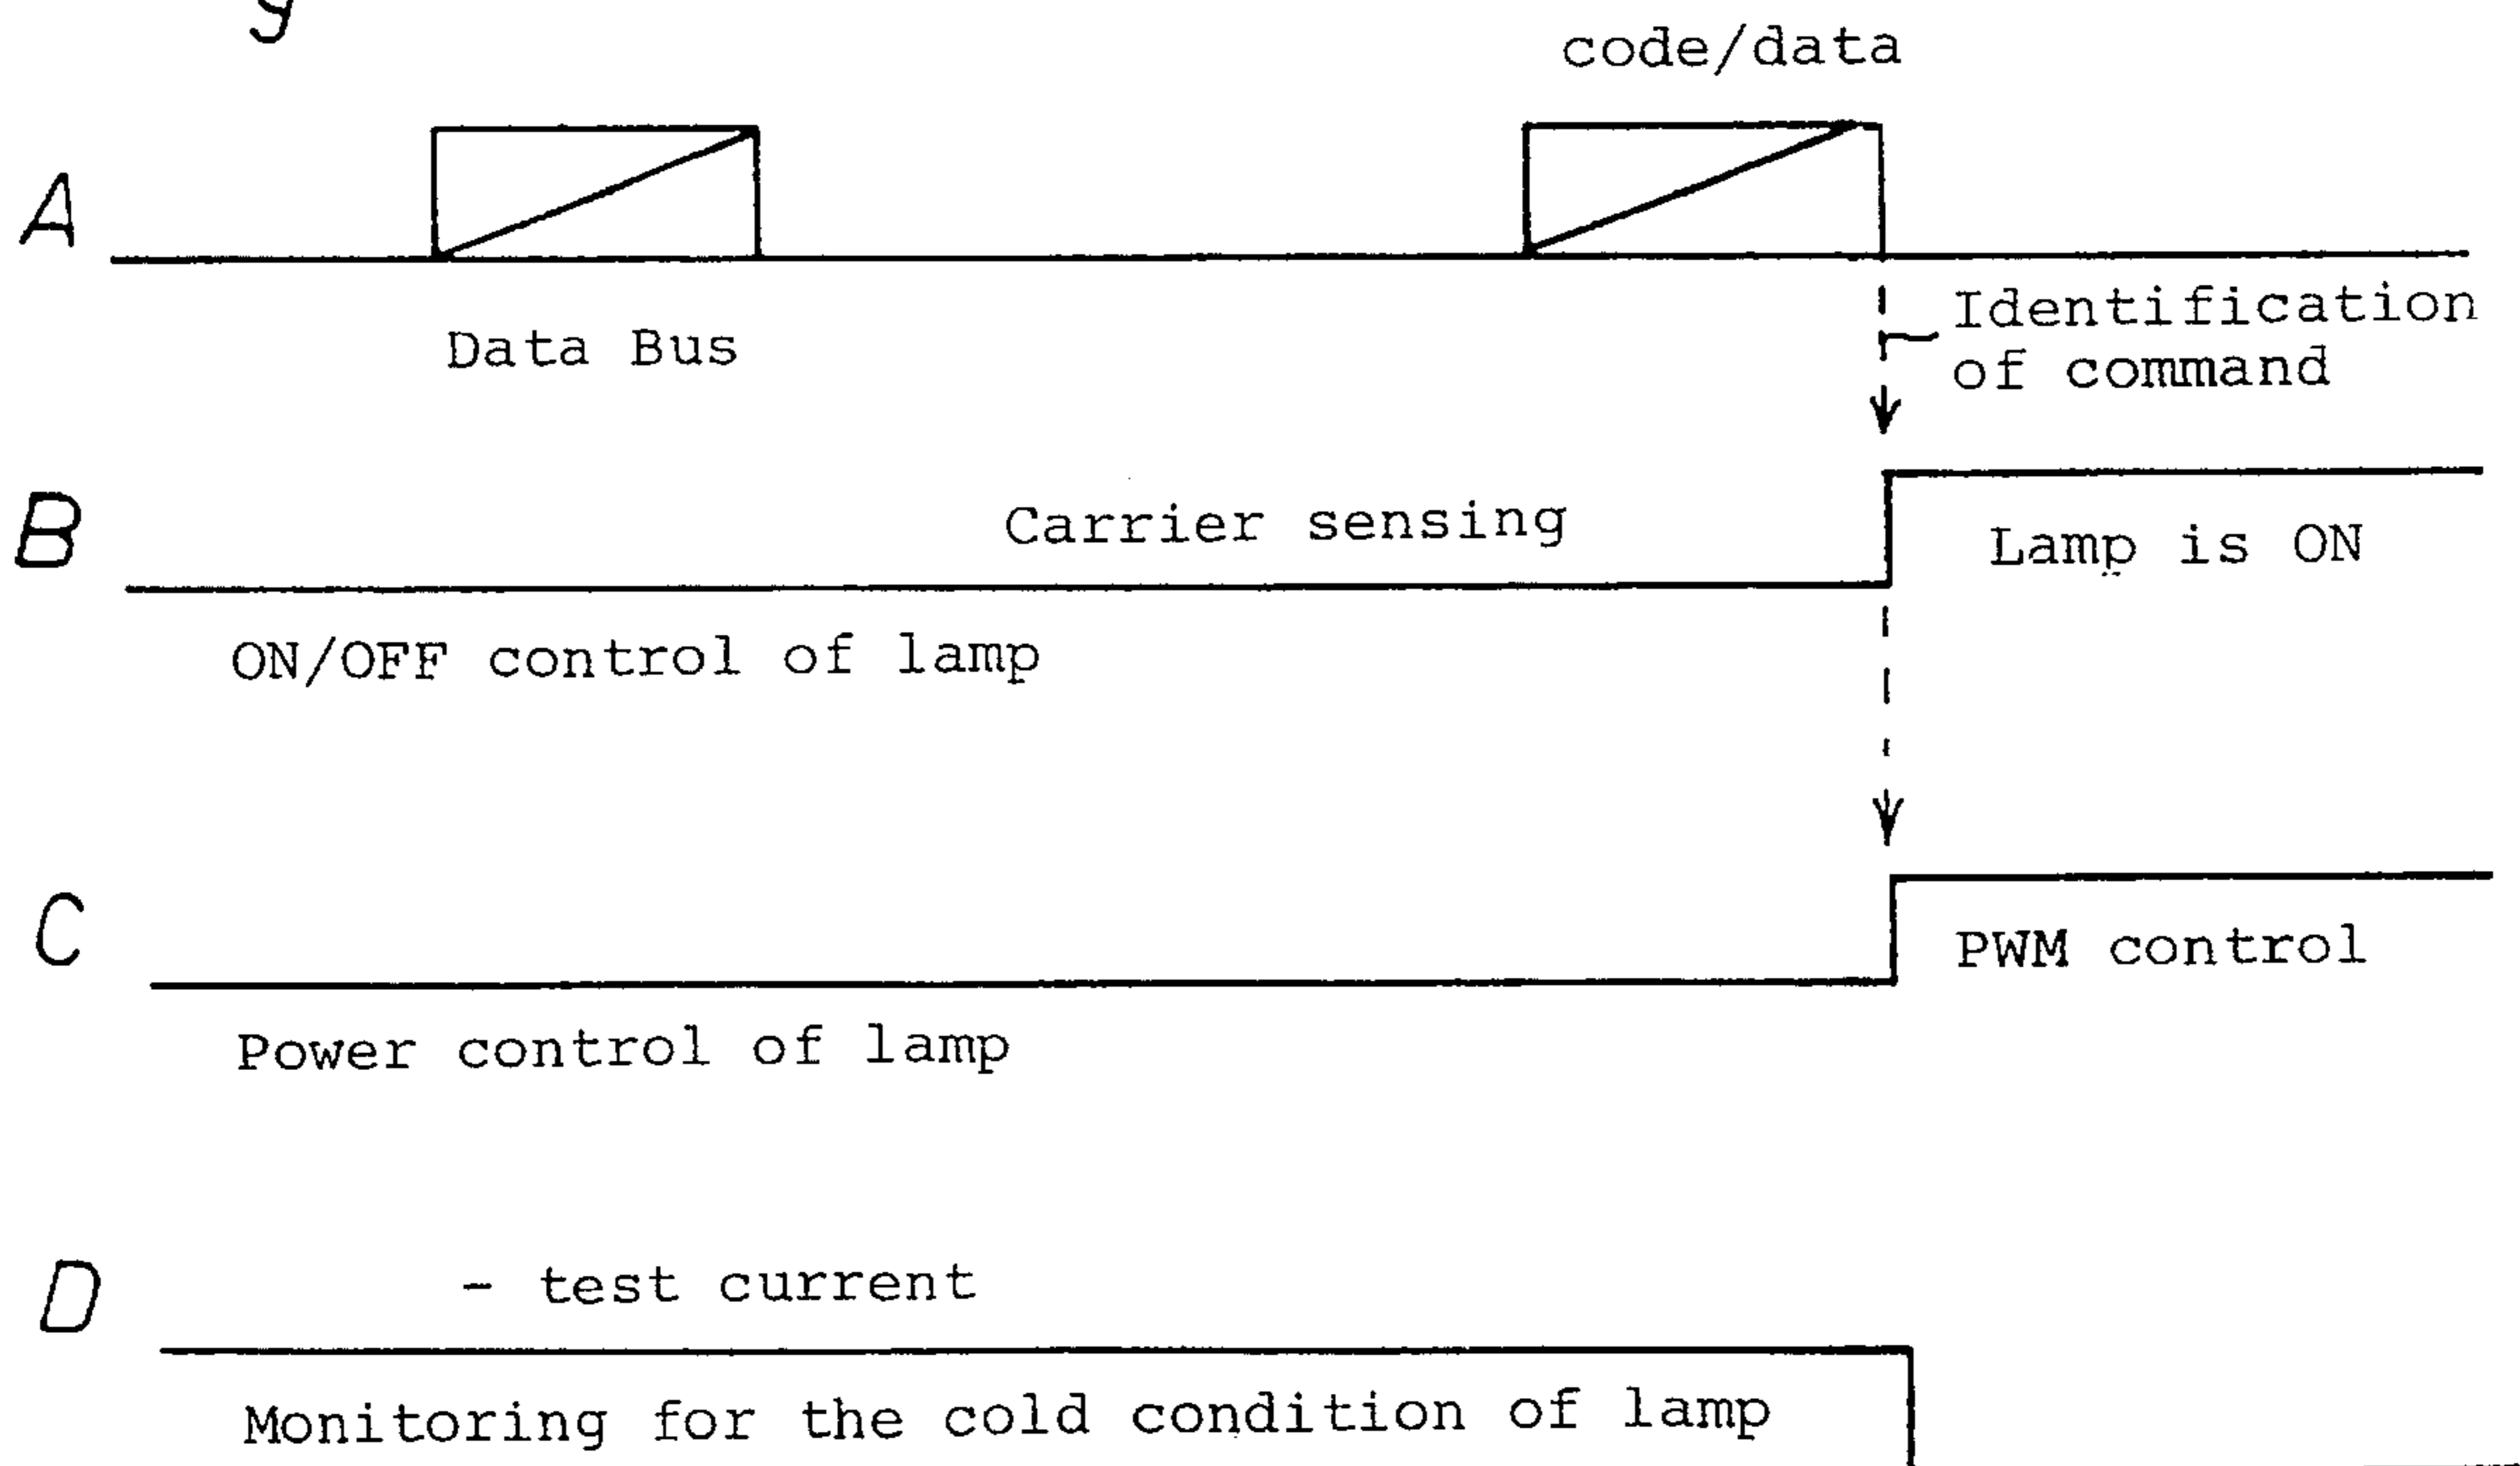 code/data
A
Data Bus
Identification
of command
B
Carrier sensing
Lamp is ON
ON/OFF control of lamp
C
PWM control
Power control of lamp
D
- test current
Monitoring for the cold condition of lamp